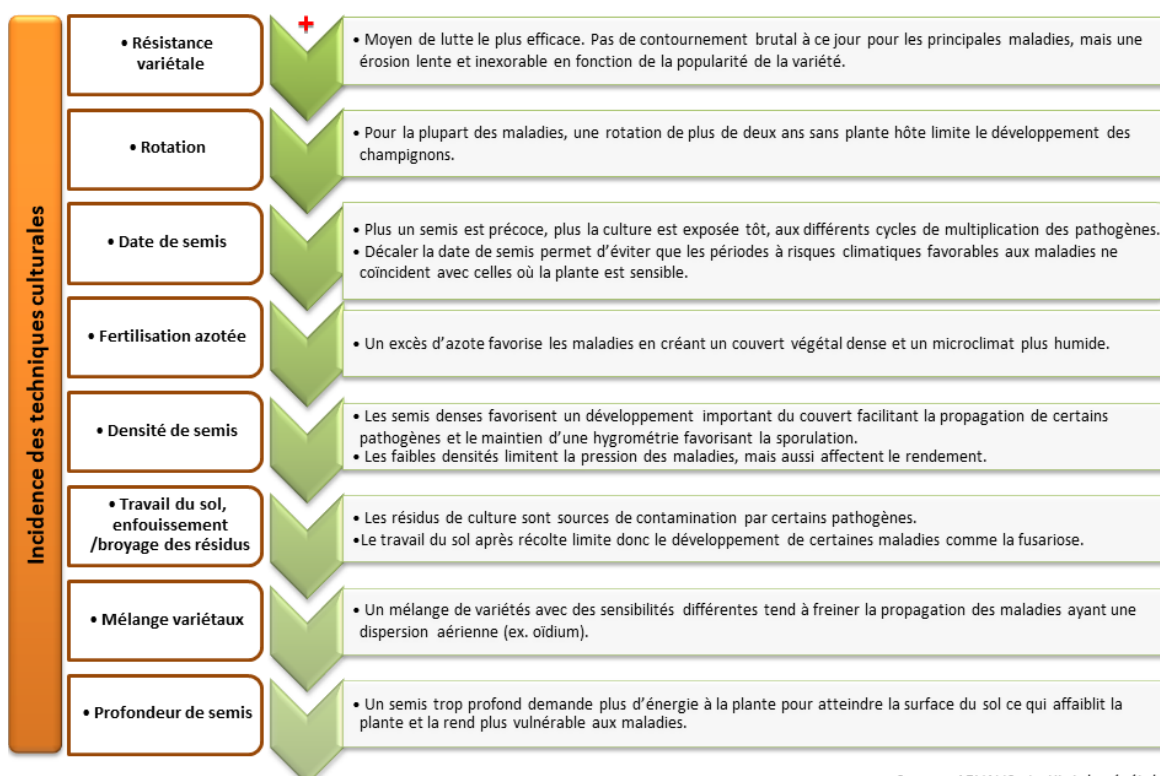 Incidence des techniques culturales
+
• Résistance
variétale
• Moyen de lutte le plus efficace. Pas de contournement brutal à ce jour pour les principales maladies, mais une
érosion lente et inexorable en fonction de la popularité de la variété.
• Rotation
• Pour la plupart des maladies, une rotation de plus de deux ans sans plante hôte limite le développement des
champignons.
• Date de semis
• Plus un semis est précoce, plus la culture est exposée tôt, aux différents cycles de multiplication des pathogènes.
• Décaler la date de semis permet d'éviter que les périodes à risques climatiques favorables aux maladies ne
coïncident avec celles où la plante est sensible.
• Fertilisation azotée
• Un excès d'azote favorise les maladies en créant un couvert végétal dense et un microclimat plus humide.
• Densité de semis
• Les semis denses favorisent un développement important du couvert facilitant la propagation de certains
pathogènes et le maintien d'une hygrométrie favorisant la sporulation.
• Les faibles densités limitent la pression des maladies, mais aussi affectent le rendement.
• Travail du sol,
enfouissement
/broyage des résidus
• Les résidus de culture sont sources de contamination par certains pathogènes.
•Le travail du sol après récolte limite donc le développement de certaines maladies comme la fusariose.
• Mélange variétaux
• Un mélange de variétés avec des sensibilités différentes tend à freiner la propagation des maladies ayant une
dispersion aérienne (ex. oïdium).
• Profondeur de semis
• Un semis trop profond demande plus d'énergie à la plante pour atteindre la surface du sol ce qui affaiblit la
plante et la rend plus vulnérable aux maladies.